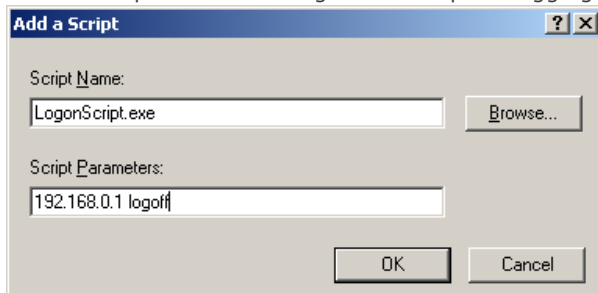 Add a Script
Script Name:
LogonScript.exe
Browse...
Script Parameters:
192.168.0.1 logoff
OK
Cancel